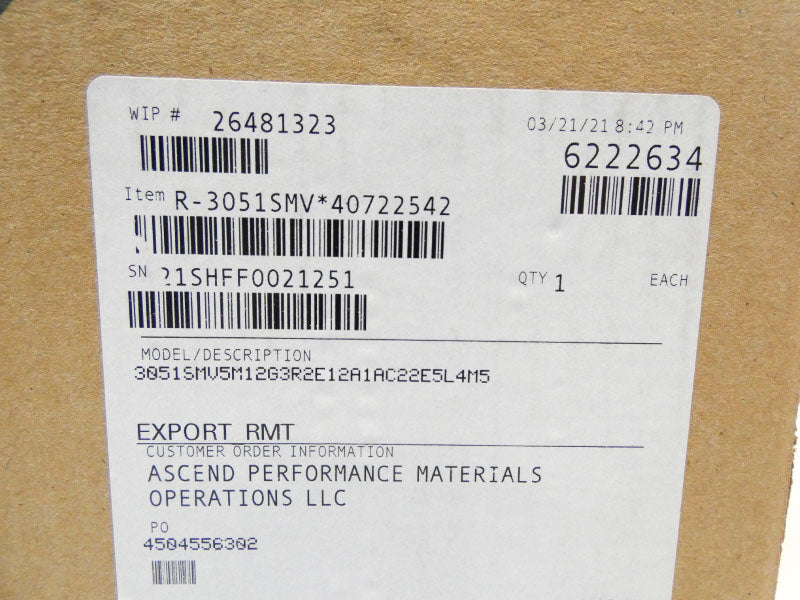 WIP # 26481323
03/21/21 8:42 PM
6222634
Item R-3051SMV*40722542
SN 21SHFF0021251
QTY 1 EACH
MODEL/DESCRIPTION
3051SMV5M12G3R2E12A1AC22E5L4M5
EXPORT RMT
CUSTOMER ORDER INFORMATION
ASCEND PERFORMANCE MATERIALS
OPERATIONS LLC
PO
4504556302